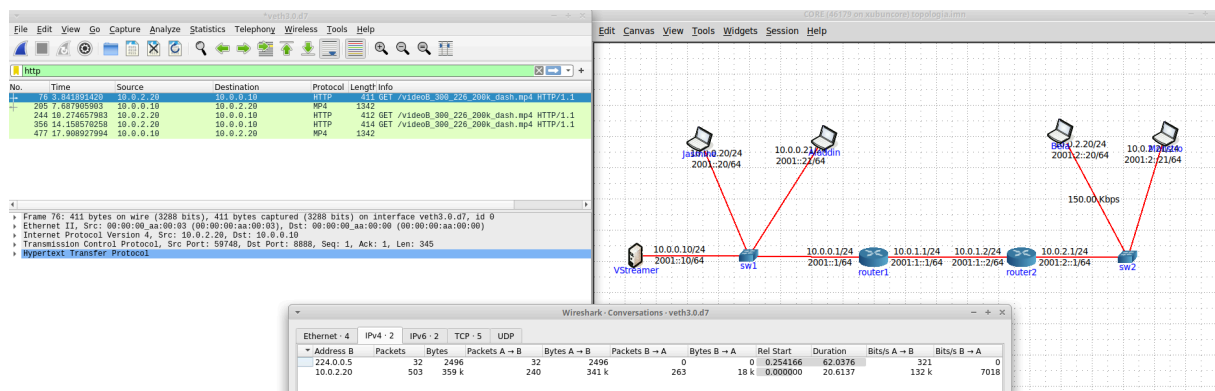 *veth3.0.d7
CORE (46179 on xubuncore) topologia.imn
File Edit View Go Capture Analyze Statistics Telephony Wireless Tools Help
Edit Canvas View Tools Widgets Session Help
http
No. Time Source Destination Protocol Length Info
76 3.841891420 10.0.2.20 10.0.0.10 HTTP 411 GET /videoB_300_226_200k_dash.mp4 HTTP/1.1
205 7.687905903 10.0.0.10 10.0.2.20 MP4 1342
244 10.274657983 10.0.2.20 10.0.0.10 HTTP 412 GET /videoB_300_226_200k_dash.mp4 HTTP/1.1
356 14.158570258 10.0.2.20 10.0.0.10 HTTP 414 GET /videoB_300_226_200k_dash.mp4 HTTP/1.1
477 17.908927994 10.0.0.10 10.0.2.20 MP4 1342
Frame 76: 411 bytes on wire (3288 bits), 411 bytes captured (3288 bits) on interface veth3.0.d7, id 0
Ethernet II, Src: 00:00:00_aa:00:03 (00:00:00:aa:00:03), Dst: 00:00:00_aa:00:00 (00:00:00:aa:00:00)
Internet Protocol Version 4, Src: 10.0.2.20, Dst: 10.0.0.10
Transmission Control Protocol, Src Port: 59748, Dst Port: 8888, Seq: 1, Ack: 1, Len: 345
Hypertext Transfer Protocol
10.0.0.20/24
2001::20/64
10.0.0.21/24
2001::21/64
10.0.2.20/24
2001:2::20/64
2001:2::21/64
150.00 Kbps
10.0.0.10/24
2001::10/64
VStreamer
sw1
10.0.0.1/24
2001::1/64
router1
10.0.1.1/24
2001:1::1/64
10.0.1.2/24
2001:1::2/64
router2
10.0.2.1/24
2001:2::1/64
sw2
Wireshark · Conversations · veth3.0.d7
Ethernet · 4 IPv4 · 2 IPv6 · 2 TCP · 5 UDP
Address B Packets Bytes Packets A → B Bytes A → B Packets B → A Bytes B → A Rel Start Duration Bits/s A → B Bits/s B → A
224.0.0.5 32 2496 32 2496 0 0 0.254166 62.0376 321 0
10.0.2.20 503 359 k 240 341 k 263 18 k 0.000000 20.6137 132 k 7018